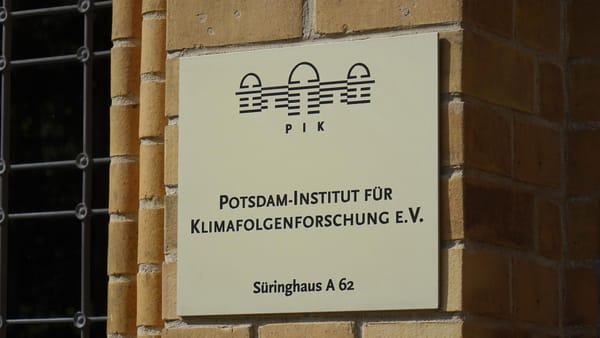 PIK
POTSDAM-INSTITUT FÜR
KLIMAFOLGENFORSCHUNG E.V.
Süringhaus A 62